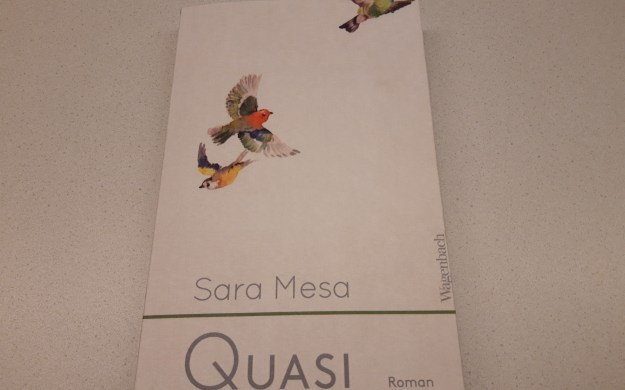 Sara Mesa
Wagenbach
QUASI
Roman